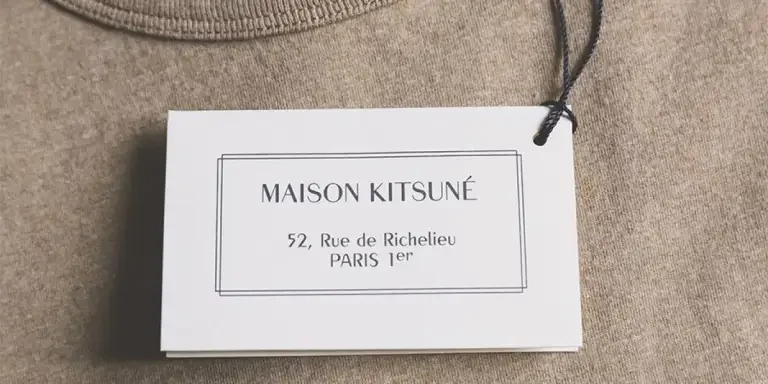 MAISON KITSUNÉ
52, Rue de Richelieu
PARIS 1er